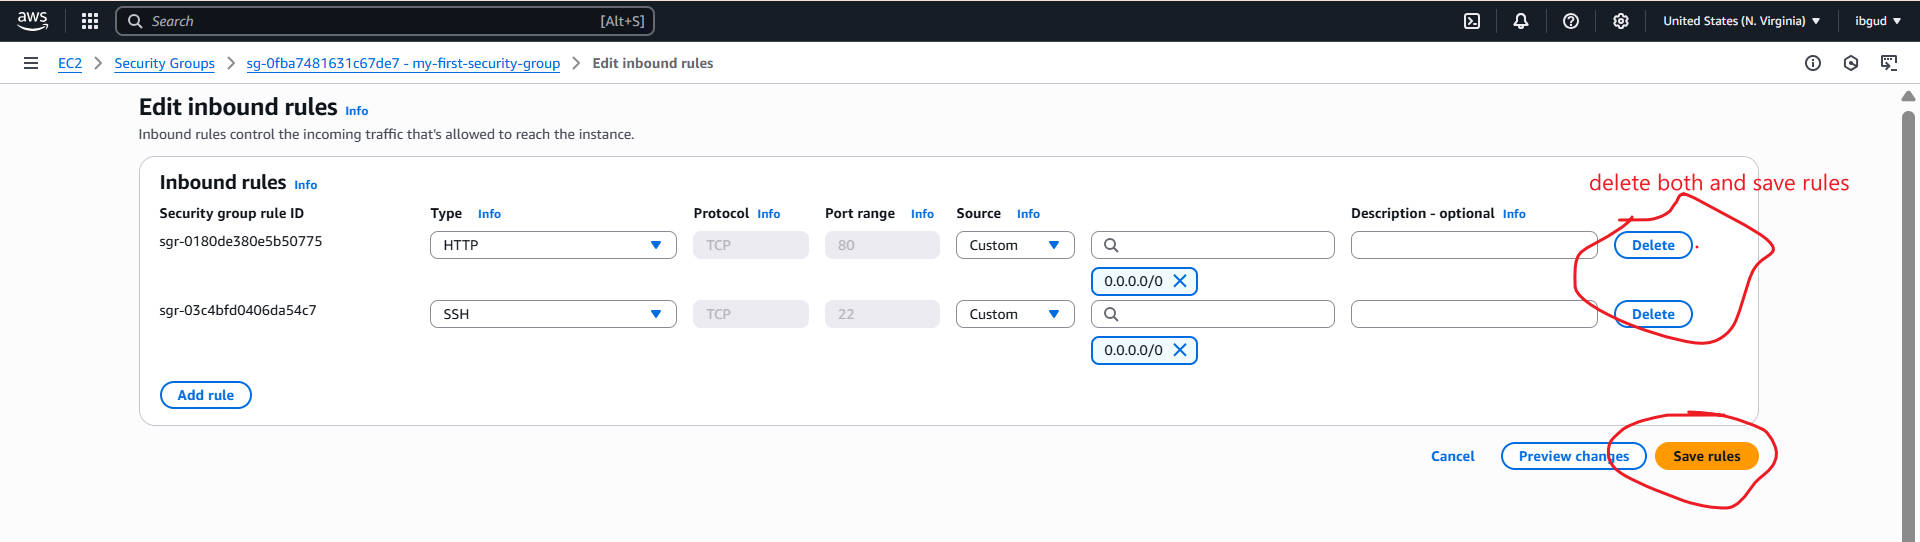 aws Search [Alt+S] United States (N. Virginia) ibgud
EC2 Security Groups sg-0fba7481631c67de7 - my-first-security-group Edit inbound rules
Edit inbound rules Info
Inbound rules control the incoming traffic that's allowed to reach the instance.
Inbound rules Info
delete both and save rules
Security group rule ID Type Info Protocol Info Port range Info Source Info Description - optional Info
sgr-0180de380e5b50775 HTTP TCP 80 Custom Delete
0.0.0.0/0
sgr-03c4bfd0406da54c7 SSH TCP 22 Custom Delete
0.0.0.0/0
Add rule
Cancel Preview changes Save rules